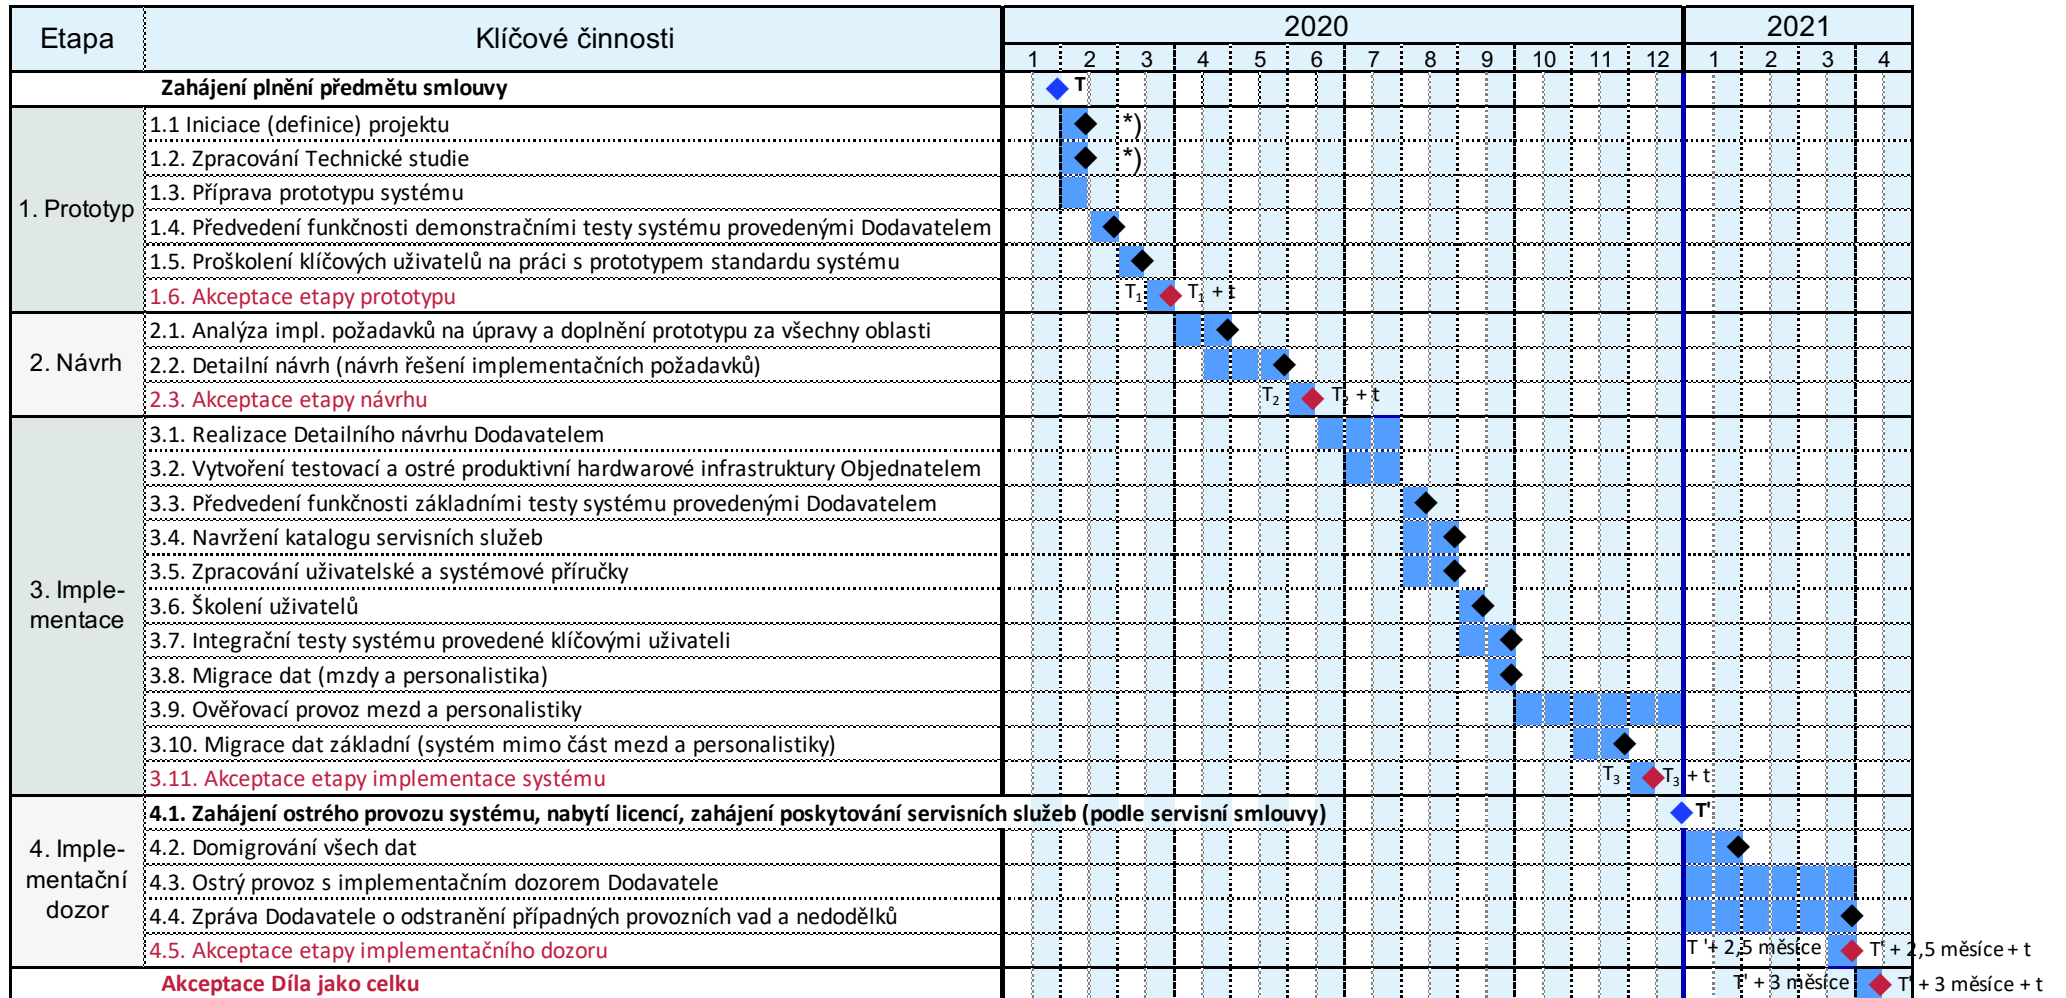 Etapa
Klíčové činnosti
2020
2021
1 2 3 4 5 6 7 8 9 10 11 12 1 2 3 4
Zahájení plnění předmětu smlouvy
T
1. Prototyp
1.1 Iniciace (definice) projektu
*)
1.2. Zpracování Technické studie
*)
1.3. Příprava prototypu systému
1.4. Předvedení funkčnosti demonstračními testy systému provedenými Dodavatelem
1.5. Proškolení klíčových uživatelů na práci s prototypem standardu systému
1.6. Akceptace etapy prototypu
T1
T1 + t
2. Návrh
2.1. Analýza impl. požadavků na úpravy a doplnění prototypu za všechny oblasti
2.2. Detailní návrh (návrh řešení implementačních požadavků)
2.3. Akceptace etapy návrhu
T2
T2 + t
3. Imple-
mentace
3.1. Realizace Detailního návrhu Dodavatelem
3.2. Vytvoření testovací a ostré produktivní hardwarové infrastruktury Objednatelem
3.3. Předvedení funkčnosti základními testy systému provedenými Dodavatelem
3.4. Navržení katalogu servisních služeb
3.5. Zpracování uživatelské a systémové příručky
3.6. Školení uživatelů
3.7. Integrační testy systému provedené klíčovými uživateli
3.8. Migrace dat (mzdy a personalistika)
3.9. Ověřovací provoz mezd a personalistiky
3.10. Migrace dat základní (systém mimo část mezd a personalistiky)
3.11. Akceptace etapy implementace systému
T3
T3 + t
4. Imple-
mentační
dozor
4.1. Zahájení ostrého provozu systému, nabytí licencí, zahájení poskytování servisních služeb (podle servisní smlouvy)
T'
4.2. Domigrování všech dat
4.3. Ostrý provoz s implementačním dozorem Dodavatele
4.4. Zpráva Dodavatele o odstranění případných provozních vad a nedodělků
4.5. Akceptace etapy implementačního dozoru
T '+ 2,5 měsíce
T' + 2,5 měsíce + t
Akceptace Díla jako celku
T' + 3 měsíce
T' + 3 měsíce + t